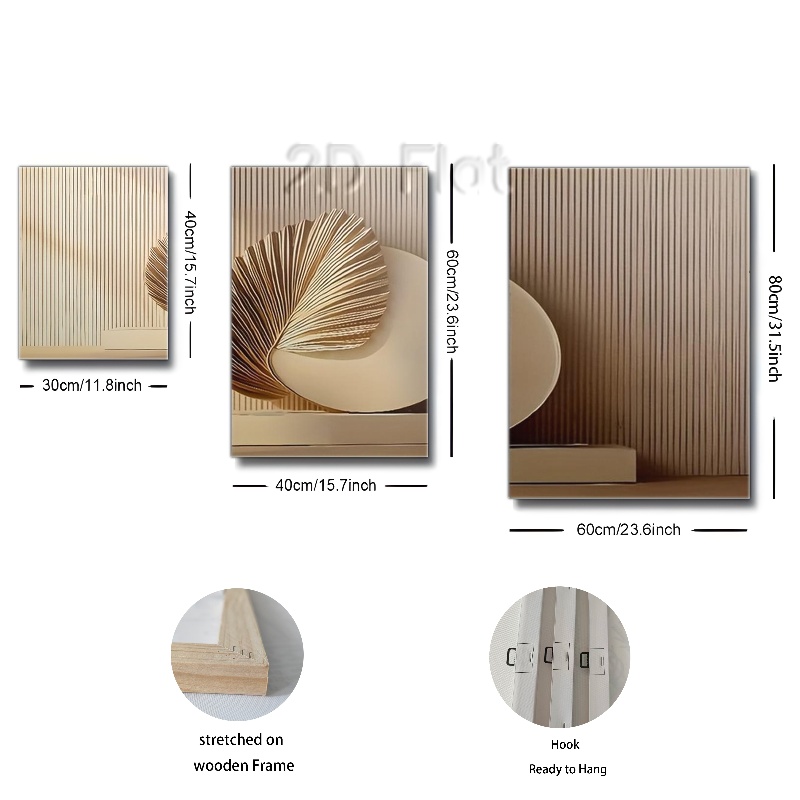 2D Flat
40cm/15.7inch
30cm/11.8inch
60cm/23.6inch
40cm/15.7inch
80cm/31.5inch
60cm/23.6inch
stretched on
wooden Frame
Hook
Ready to Hang